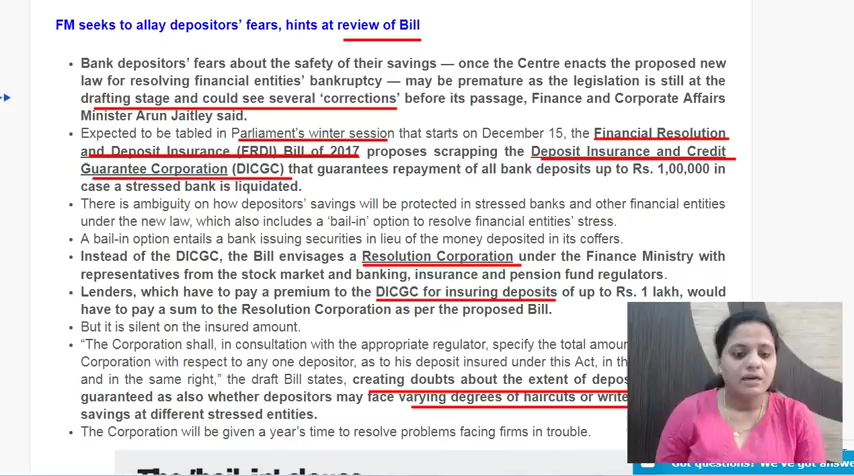 FM seeks to allay depositors' fears, hints at review of Bill
Bank depositors' fears about the safety of their savings — once the Centre enacts the proposed new
law for resolving financial entities' bankruptcy — may be premature as the legislation is still at the
drafting stage and could see several 'corrections' before its passage, Finance and Corporate Affairs
Minister Arun Jaitley said.
Expected to be tabled in Parliament's winter session that starts on December 15, the Financial Resolution
and Deposit Insurance (FRDI) Bill of 2017 proposes scrapping the Deposit Insurance and Credit
Guarantee Corporation (DICGC) that guarantees repayment of all bank deposits up to Rs. 1,00,000 in
case a stressed bank is liquidated.
There is ambiguity on how depositors' savings will be protected in stressed banks and other financial entities
under the new law, which also includes a 'bail-in' option to resolve financial entities' stress.
A bail-in option entails a bank issuing securities in lieu of the money deposited in its coffers.
Instead of the DICGC, the Bill envisages a Resolution Corporation under the Finance Ministry with
representatives from the stock market and banking, insurance and pension fund regulators.
Lenders, which have to pay a premium to the DICGC for insuring deposits of up to Rs. 1 lakh, would
have to pay a sum to the Resolution Corporation as per the proposed Bill.
But it is silent on the insured amount.
"The Corporation shall, in consultation with the appropriate regulator, specify the total amou
Corporation with respect to any one depositor, as to his deposit insured under this Act, in th
and in the same right," the draft Bill states, creating doubts about the extent of depos
guaranteed as also whether depositors may face varying degrees of haircuts or write
savings at different stressed entities.
The Corporation will be given a year's time to resolve problems facing firms in trouble.
The 'bail-in' clause
Got questions? We've got answe